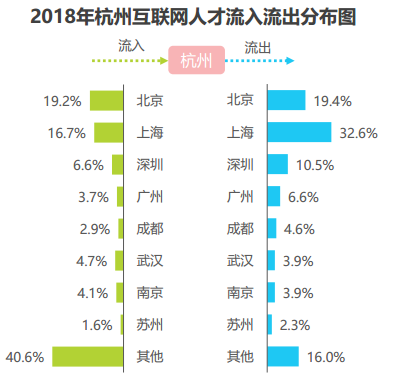 2018年杭州互联网人才流入流出分布图
流入 杭州 流出
19.2% 北京 北京 19.4%
16.7% 上海 上海 32.6%
6.6% 深圳 深圳 10.5%
3.7% 广州 广州 6.6%
2.9% 成都 成都 4.6%
4.7% 武汉 武汉 3.9%
4.1% 南京 南京 3.9%
1.6% 苏州 苏州 2.3%
40.6% 其他 其他 16.0%